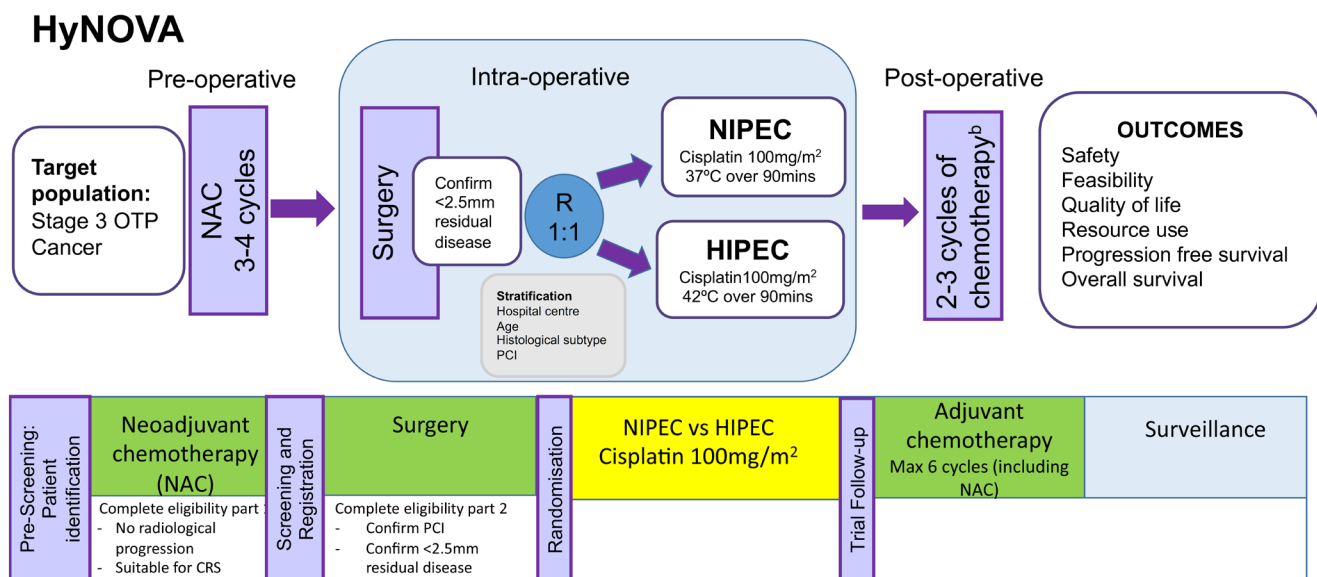 HyNOVA
Pre-operative
Intra-operative
Post-operative
Target
population:
Stage 3 OTP
Cancer
NAC
3-4 cycles
Surgery
Confirm
<2.5mm
residual
disease
R
1:1
Stratification
Hospital centre
Age
Histological subtype
PCI
NIPEC
Cisplatin 100mg/m²
37ºC over 90mins
HIPEC
Cisplatin100mg/m²
42ºC over 90mins
2-3 cycles of
chemotherapyᵇ
OUTCOMES
Safety
Feasibility
Quality of life
Resource use
Progression free survival
Overall survival
Pre-Screening:
Patient
identification
Neoadjuvant
chemotherapy
(NAC)
Complete eligibility part
- No radiological
progression
- Suitable for CRS
Screening and
Registration
Surgery
Complete eligibility part 2
- Confirm PCI
- Confirm <2.5mm
residual disease
Randomisation
NIPEC vs HIPEC
Cisplatin 100mg/m²
Trial Follow-up
Adjuvant
chemotherapy
Max 6 cycles (including
NAC)
Surveillance